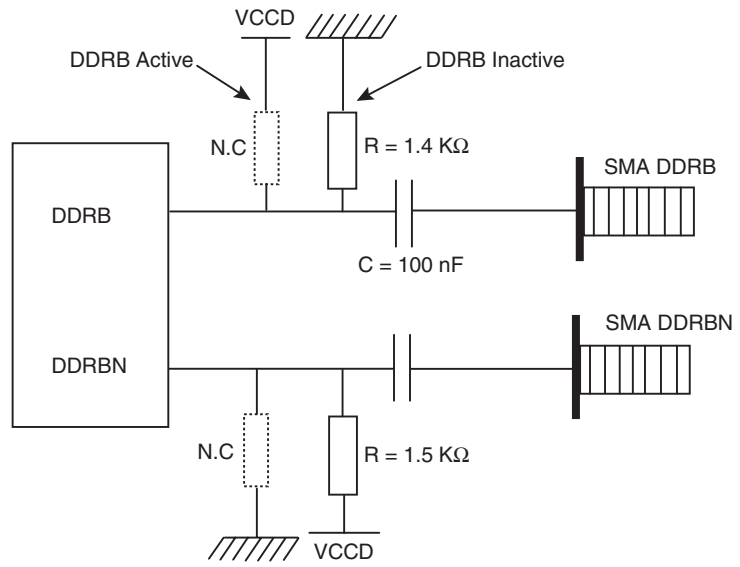 VCCD
DDRB Active
DDRB Inactive
N.C
R = 1.4 KΩ
SMA DDRB
DDRB
C = 100 nF
SMA DDRBN
DDRBN
N.C
R = 1.5 KΩ
VCCD